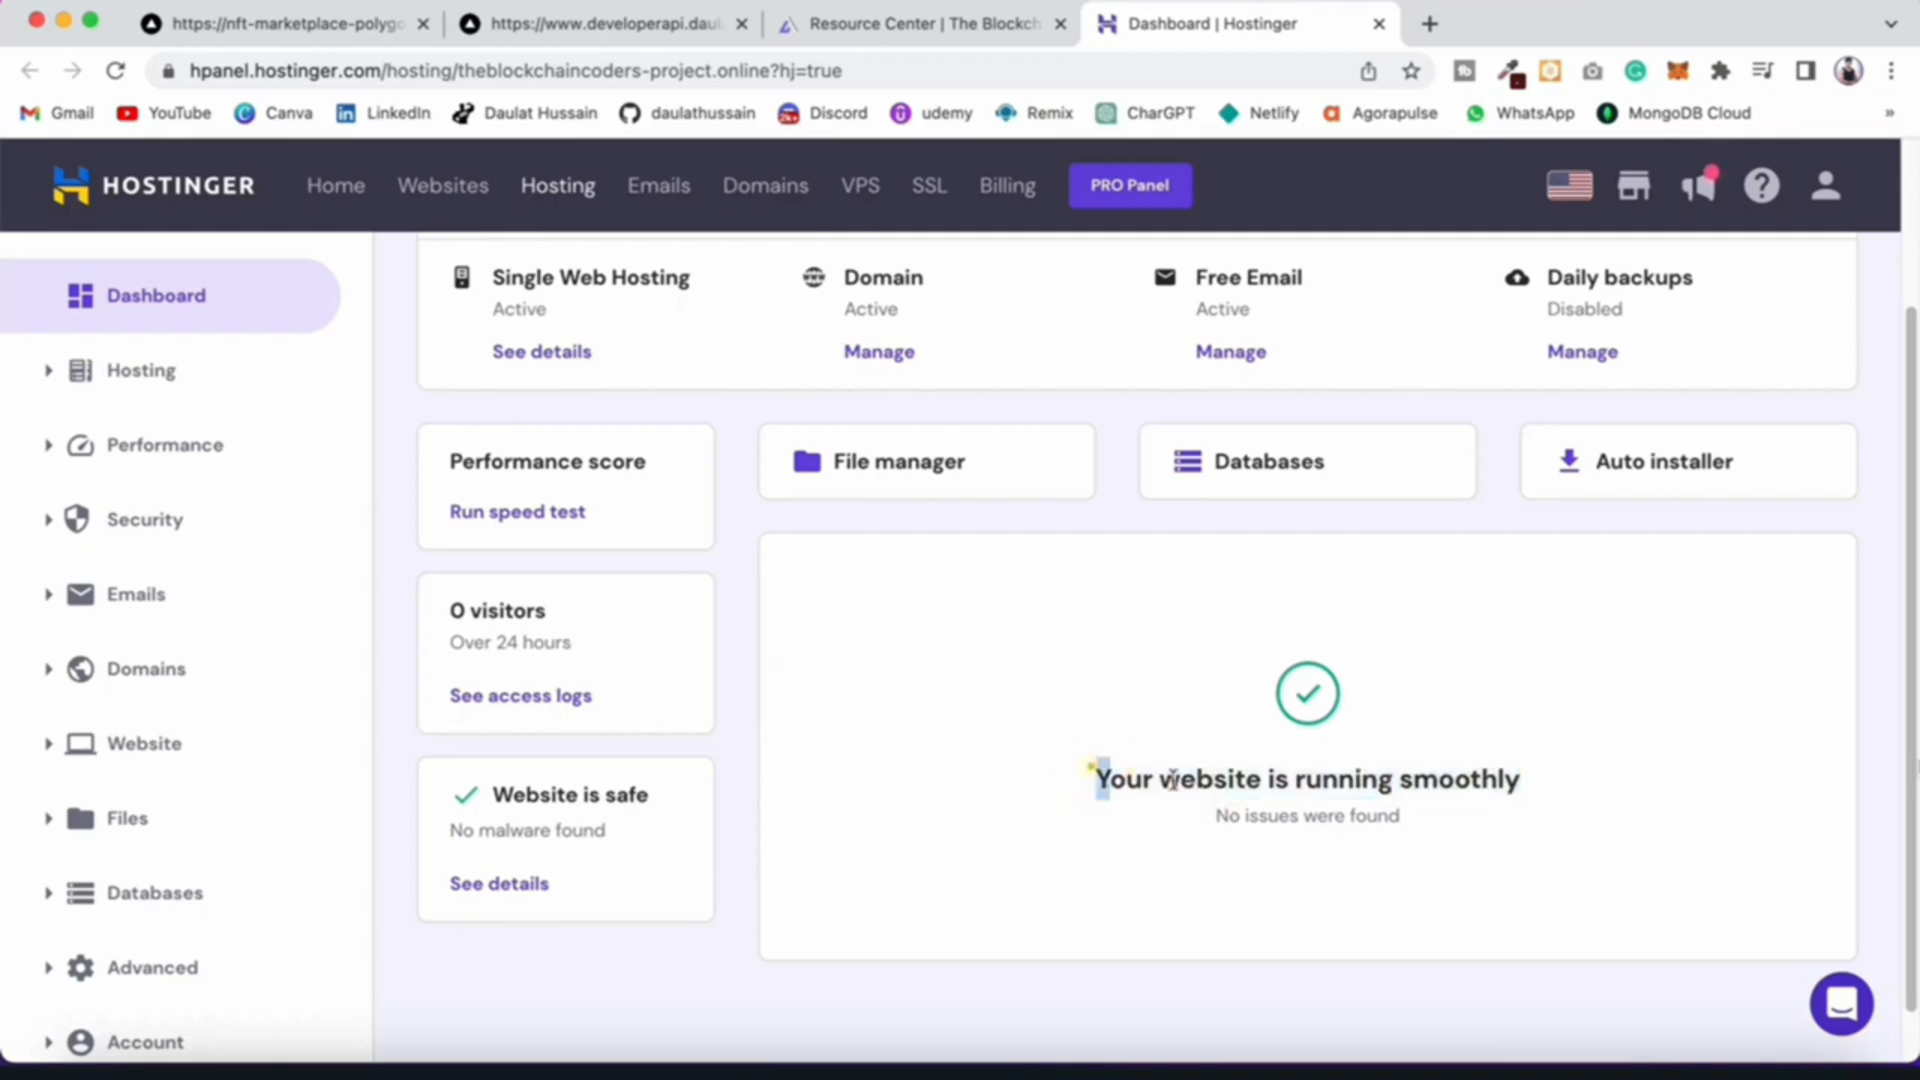 https://nft-marketplace-polygo
https://www.developerapi.daul
Resource Center | The Blockch
Dashboard | Hostinger
hpanel.hostinger.com/hosting/theblockchaincoders-project.online?hj=true
Gmail
YouTube
Canva
LinkedIn
Daulat Hussain
daulathussain
Discord
udemy
Remix
CharGPT
Netlify
Agorapulse
WhatsApp
MongoDB Cloud
»
HOSTINGER
Home
Websites
Hosting
Emails
Domains
VPS
SSL
Billing
PRO Panel
Dashboard
Hosting
Performance
Security
Emails
Domains
Website
Files
Databases
Advanced
Account
Single Web Hosting
Active
See details
Domain
Active
Manage
Free Email
Active
Manage
Daily backups
Disabled
Manage
Performance score
Run speed test
File manager
Databases
Auto installer
0 visitors
Over 24 hours
See access logs
Website is safe
No malware found
See details
Your website is running smoothly
No issues were found